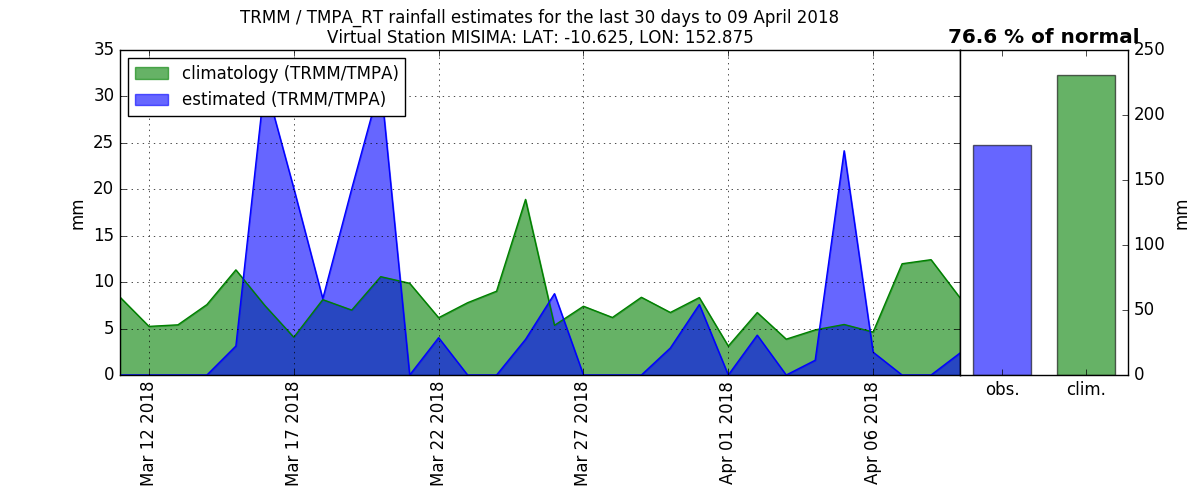 TRMM / TMPA_RT rainfall estimates for the last 30 days to 09 April 2018
Virtual Station MISIMA: LAT: -10.625, LON: 152.875
76.6 % of normal
climatology (TRMM/TMPA)
estimated (TRMM/TMPA)
35
30
25
20
15
10
5
0
mm
Mar 12 2018
Mar 17 2018
Mar 22 2018
Mar 27 2018
Apr 01 2018
Apr 06 2018
250
200
150
100
50
0
mm
obs.
clim.